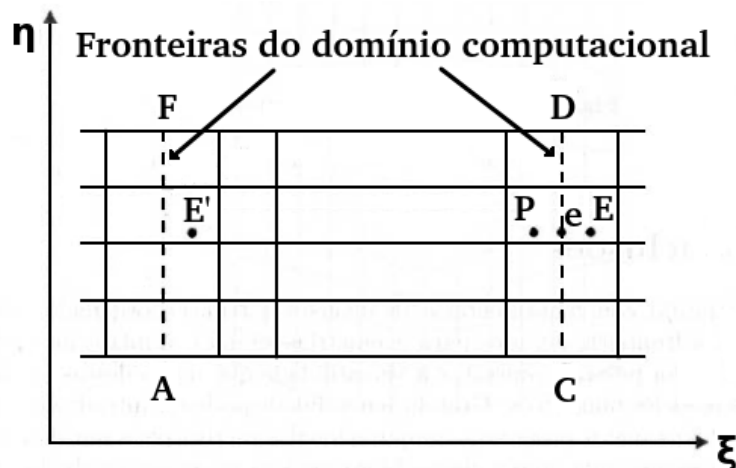 η
Fronteiras do domínio computacional
F D
E' P e E
A C
ξ